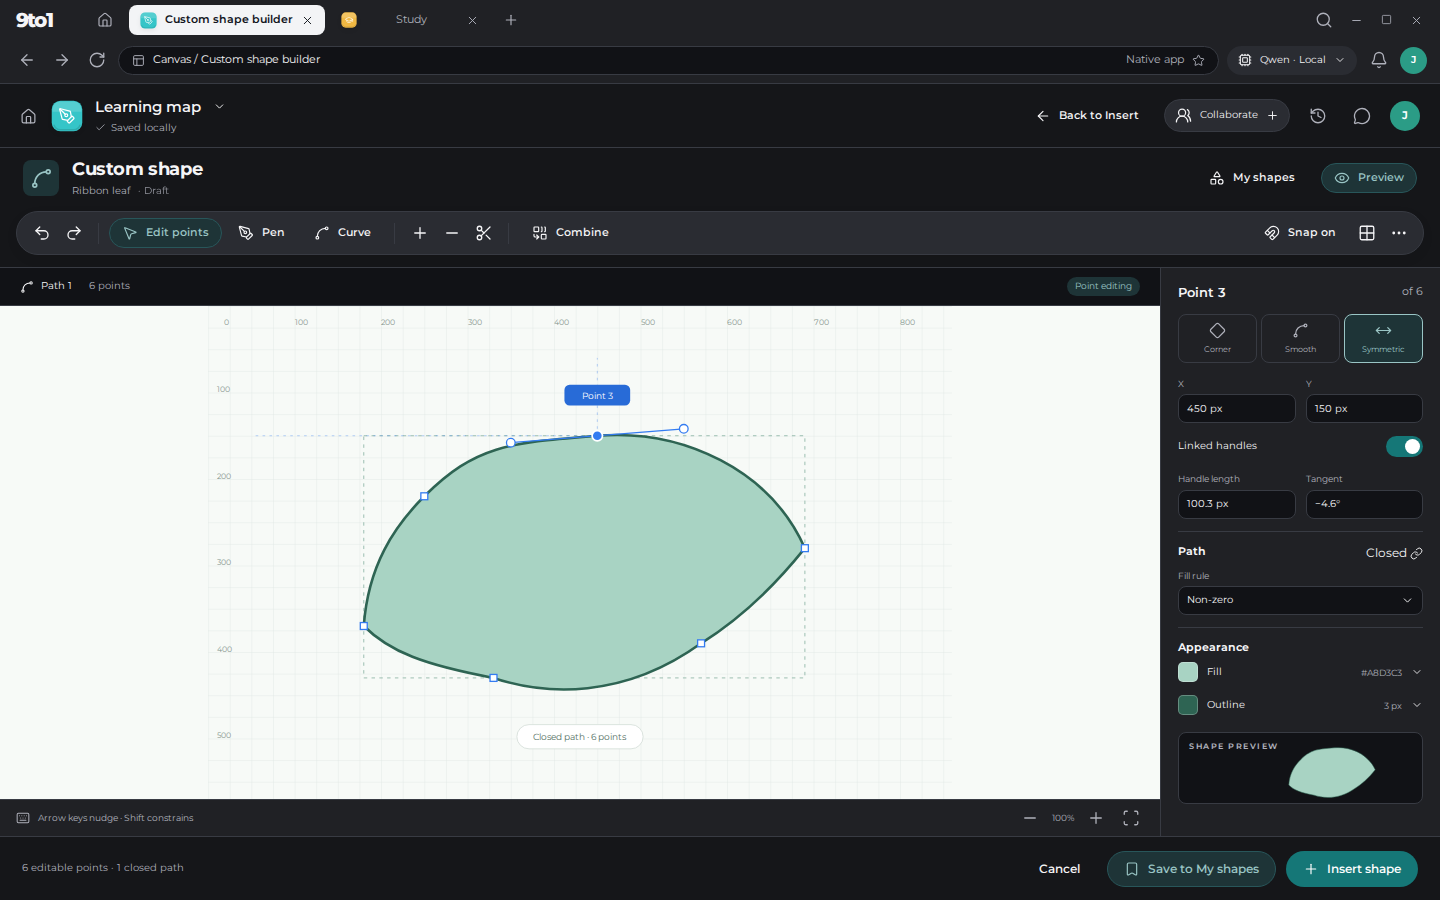 9to1
Custom shape builder
Study
Canvas / Custom shape builder
Native app
Qwen · Local
J
Learning map
Saved locally
Back to Insert
Collaborate
J
Custom shape
Ribbon leaf · Draft
My shapes
Preview
Edit points
Pen
Curve
Combine
Snap on
Path 1
6 points
Point editing
0 100 200 300 400 500 600 700 800
100
200
300
400
500
Point 3
Closed path · 6 points
Point 3
of 6
Corner
Smooth
Symmetric
X
Y
450 px
150 px
Linked handles
Handle length
Tangent
100.3 px
−4.6°
Path
Closed
Fill rule
Non-zero
Appearance
Fill
#A8D3C3
Outline
3 px
SHAPE PREVIEW
Arrow keys nudge · Shift constrains
100%
6 editable points · 1 closed path
Cancel
Save to My shapes
Insert shape